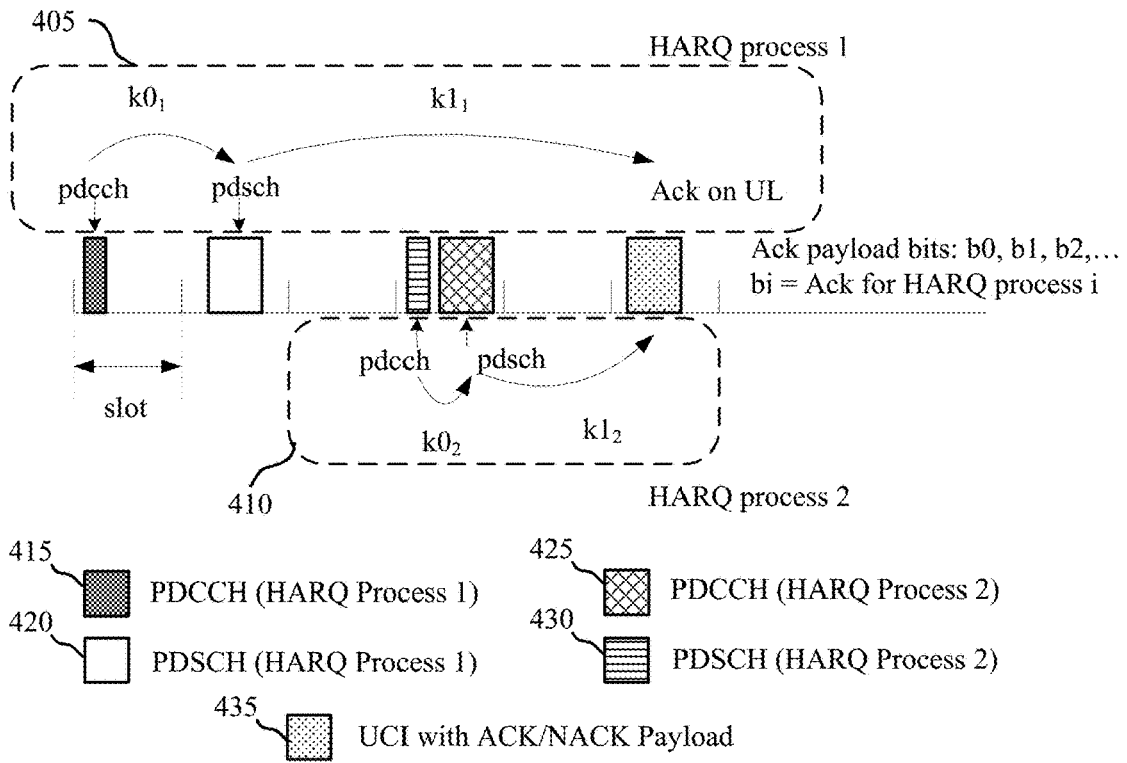 405
HARQ process 1
k0₁ k1₁
pdcch pdsch Ack on UL
Ack payload bits: b0, b1, b2,...
bi = Ack for HARQ process i
pdcch pdsch
slot
k0₂ k1₂
410
HARQ process 2
415 PDCCH (HARQ Process 1)
425 PDCCH (HARQ Process 2)
420 PDSCH (HARQ Process 1)
430 PDSCH (HARQ Process 2)
435 UCI with ACK/NACK Payload